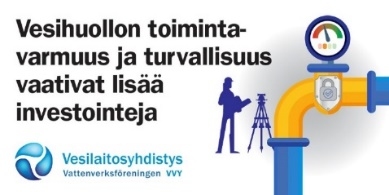 Vesihuollon toiminta-
varmuus ja turvallisuus
vaativat lisää
investointeja
Vesilaitosyhdistys
Vattenverksföreningen VVY